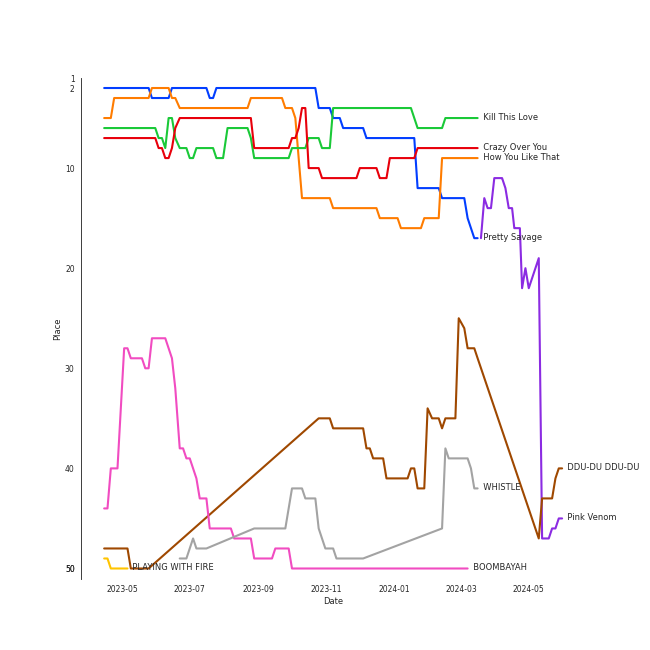 1
2
10
20
30
40
50
Place
Kill This Love
Crazy Over You
How You Like That
Pretty Savage
DDU-DU DDU-DU
WHISTLE
Pink Venom
PLAYING WITH FIRE
BOOMBAYAH
2023-05
2023-07
2023-09
2023-11
2024-01
2024-03
2024-05
Date